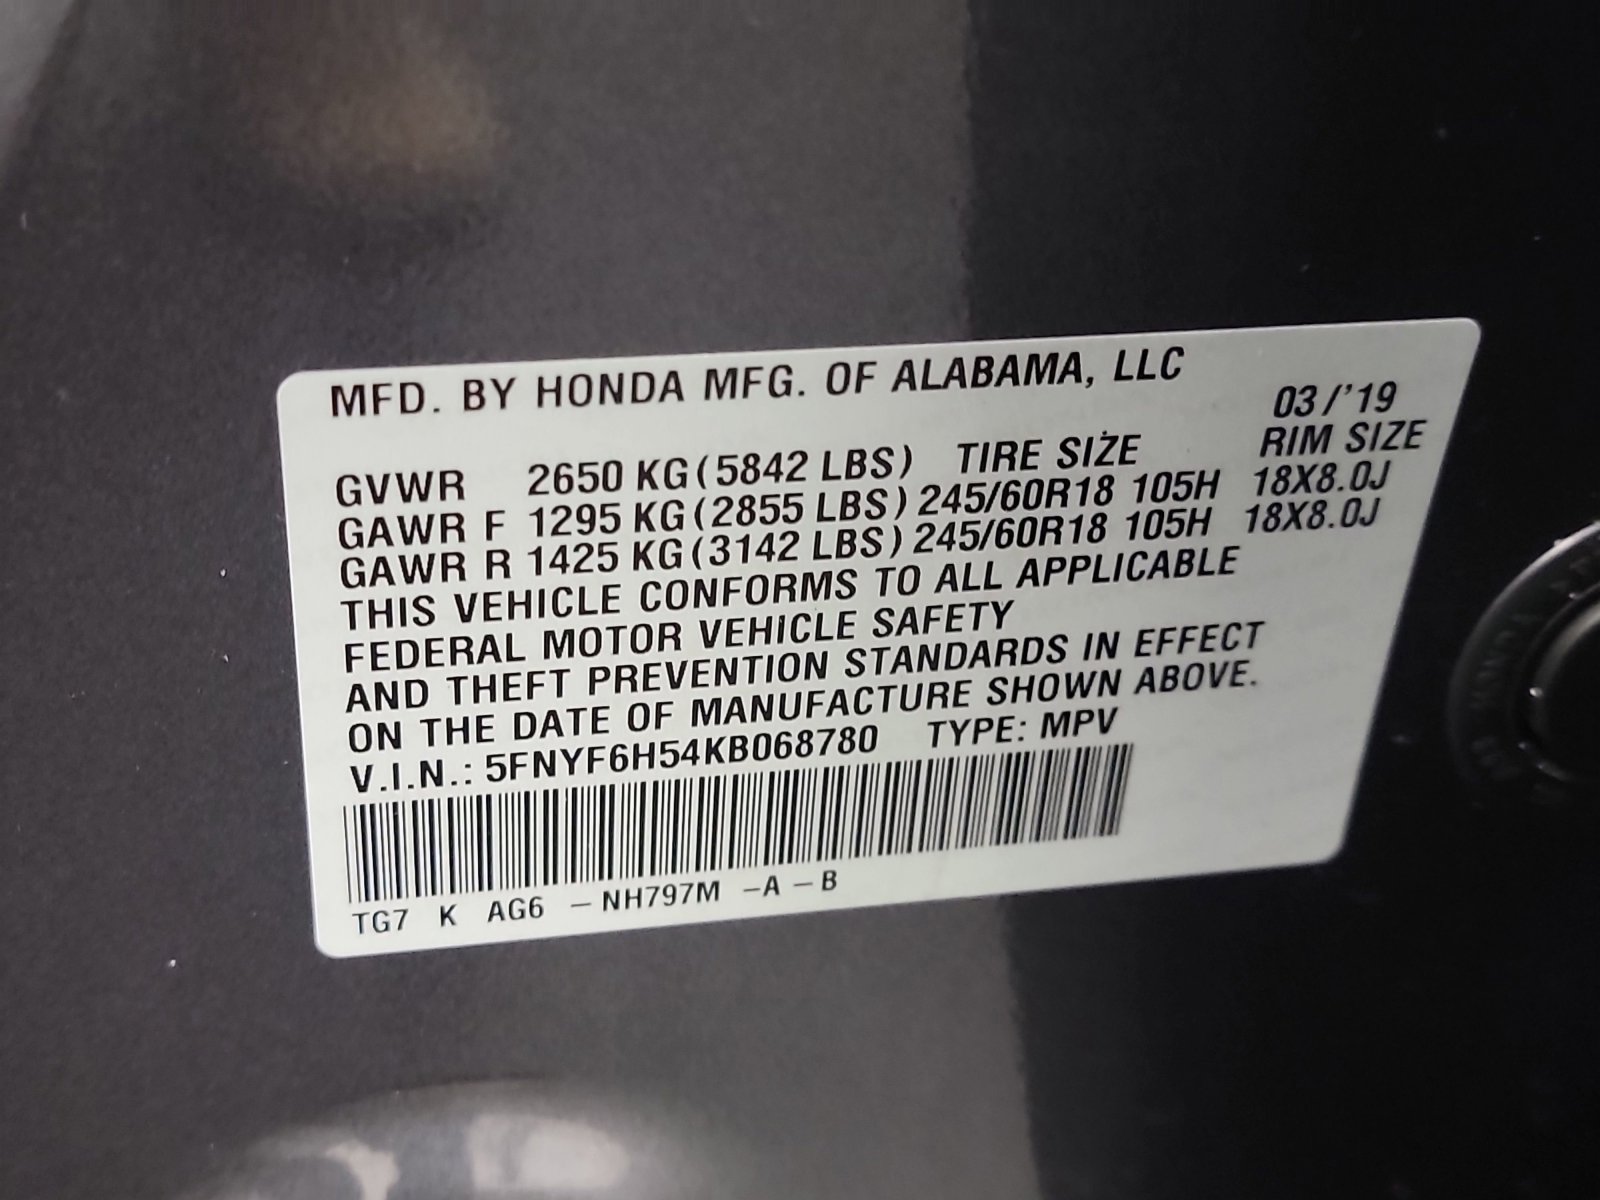 MFD. BY HONDA MFG. OF ALABAMA, LLC
03/'19
GVWR 2650 KG (5842 LBS) TIRE SIZE RIM SIZE
GAWR F 1295 KG (2855 LBS) 245/60R18 105H 18X8.0J
GAWR R 1425 KG (3142 LBS) 245/60R18 105H 18X8.0J
THIS VEHICLE CONFORMS TO ALL APPLICABLE
FEDERAL MOTOR VEHICLE SAFETY
AND THEFT PREVENTION STANDARDS IN EFFECT
ON THE DATE OF MANUFACTURE SHOWN ABOVE.
V.I.N.: 5FNYF6H54KB068780 TYPE: MPV
TG7 K AG6 – NH797M –A – B
HONDA